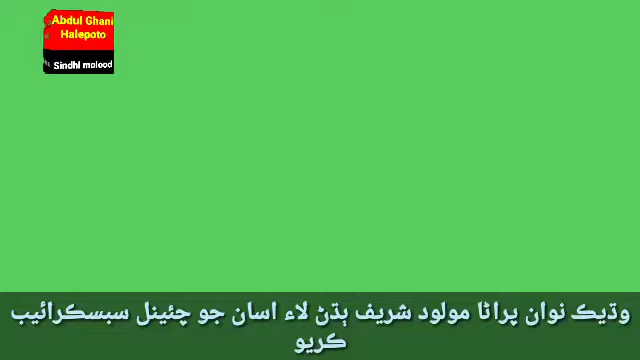 Abdul Ghani
Halepoto
Sindhi molood
وڌيڪ نوان پراڻا مولود شريف ٻڌڻ لاءِ اسان جو چئينل سبسڪرائيب
ڪريو